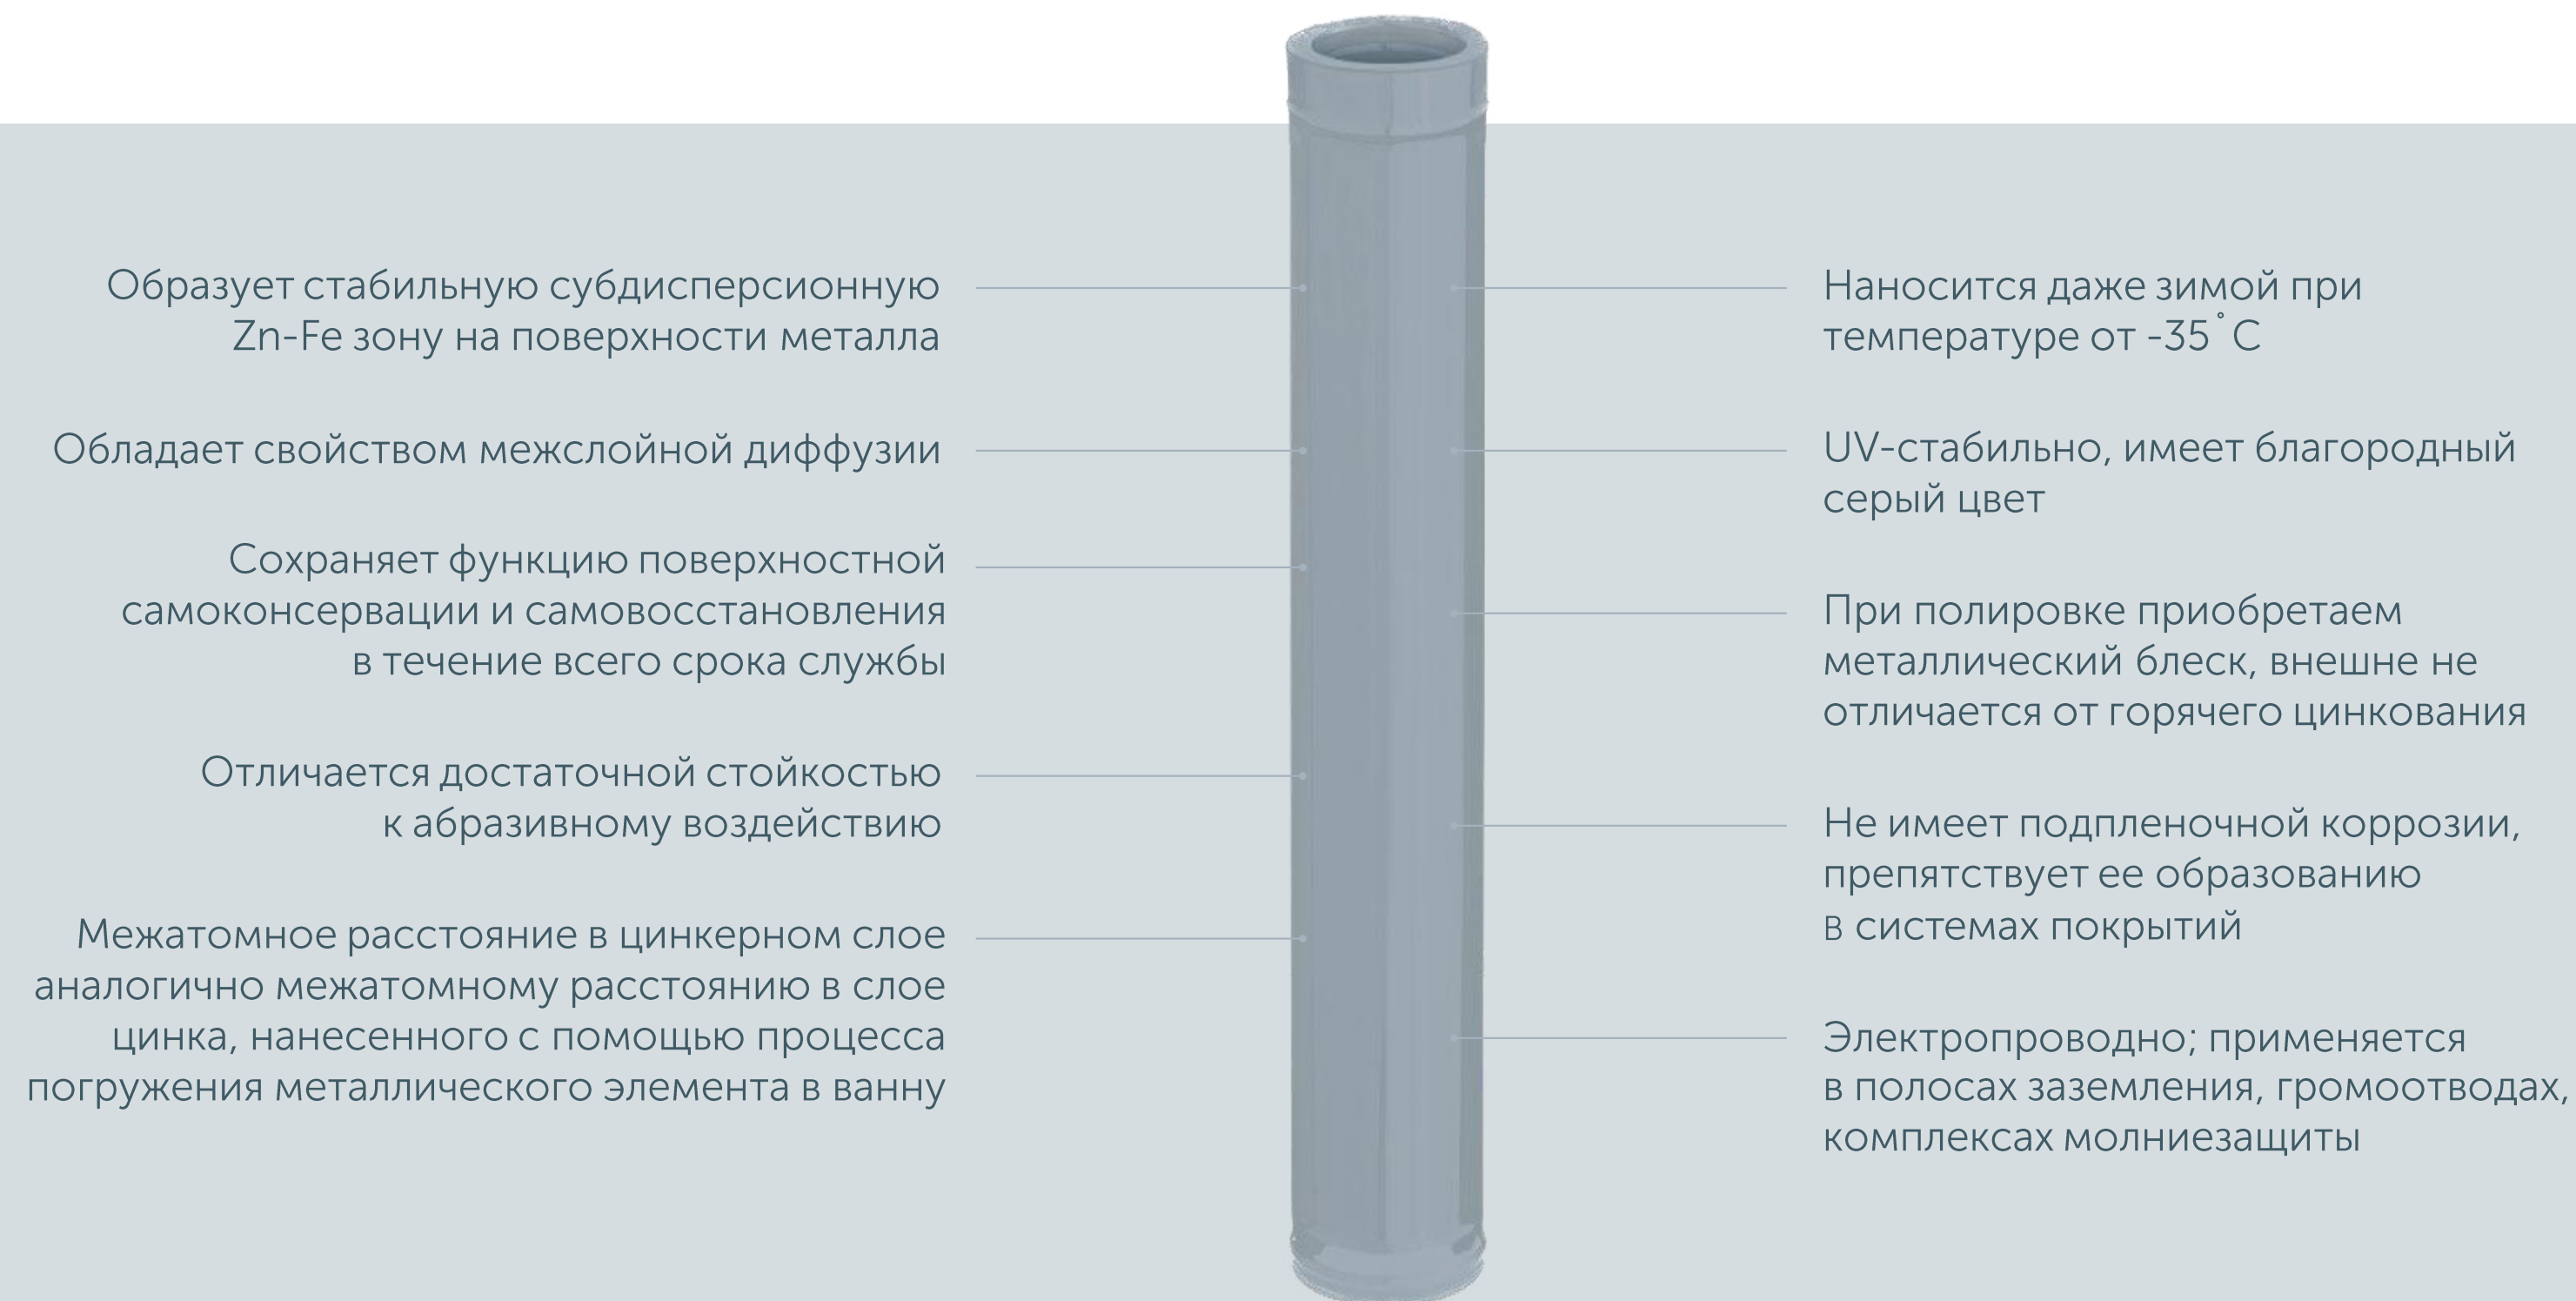 Образует стабильную субдисперсионную
Zn-Fe зону на поверхности металла
Обладает свойством межслойной диффузии
Сохраняет функцию поверхностной
самоконсервации и самовосстановления
в течение всего срока службы
Отличается достаточной стойкостью
к абразивному воздействию
Межатомное расстояние в цинкерном слое
аналогично межатомному расстоянию в слое
цинка, нанесенного с помощью процесса
погружения металлического элемента в ванну
Наносится даже зимой при
температуре от -35˚С
UV-стабильно, имеет благородный
серый цвет
При полировке приобретаем
металлический блеск, внешне не
отличается от горячего цинкования
Не имеет подпленочной коррозии,
препятствует ее образованию
в системах покрытий
Электропроводно; применяется
в полосах заземления, громоотводах,
комплексах молниезащиты